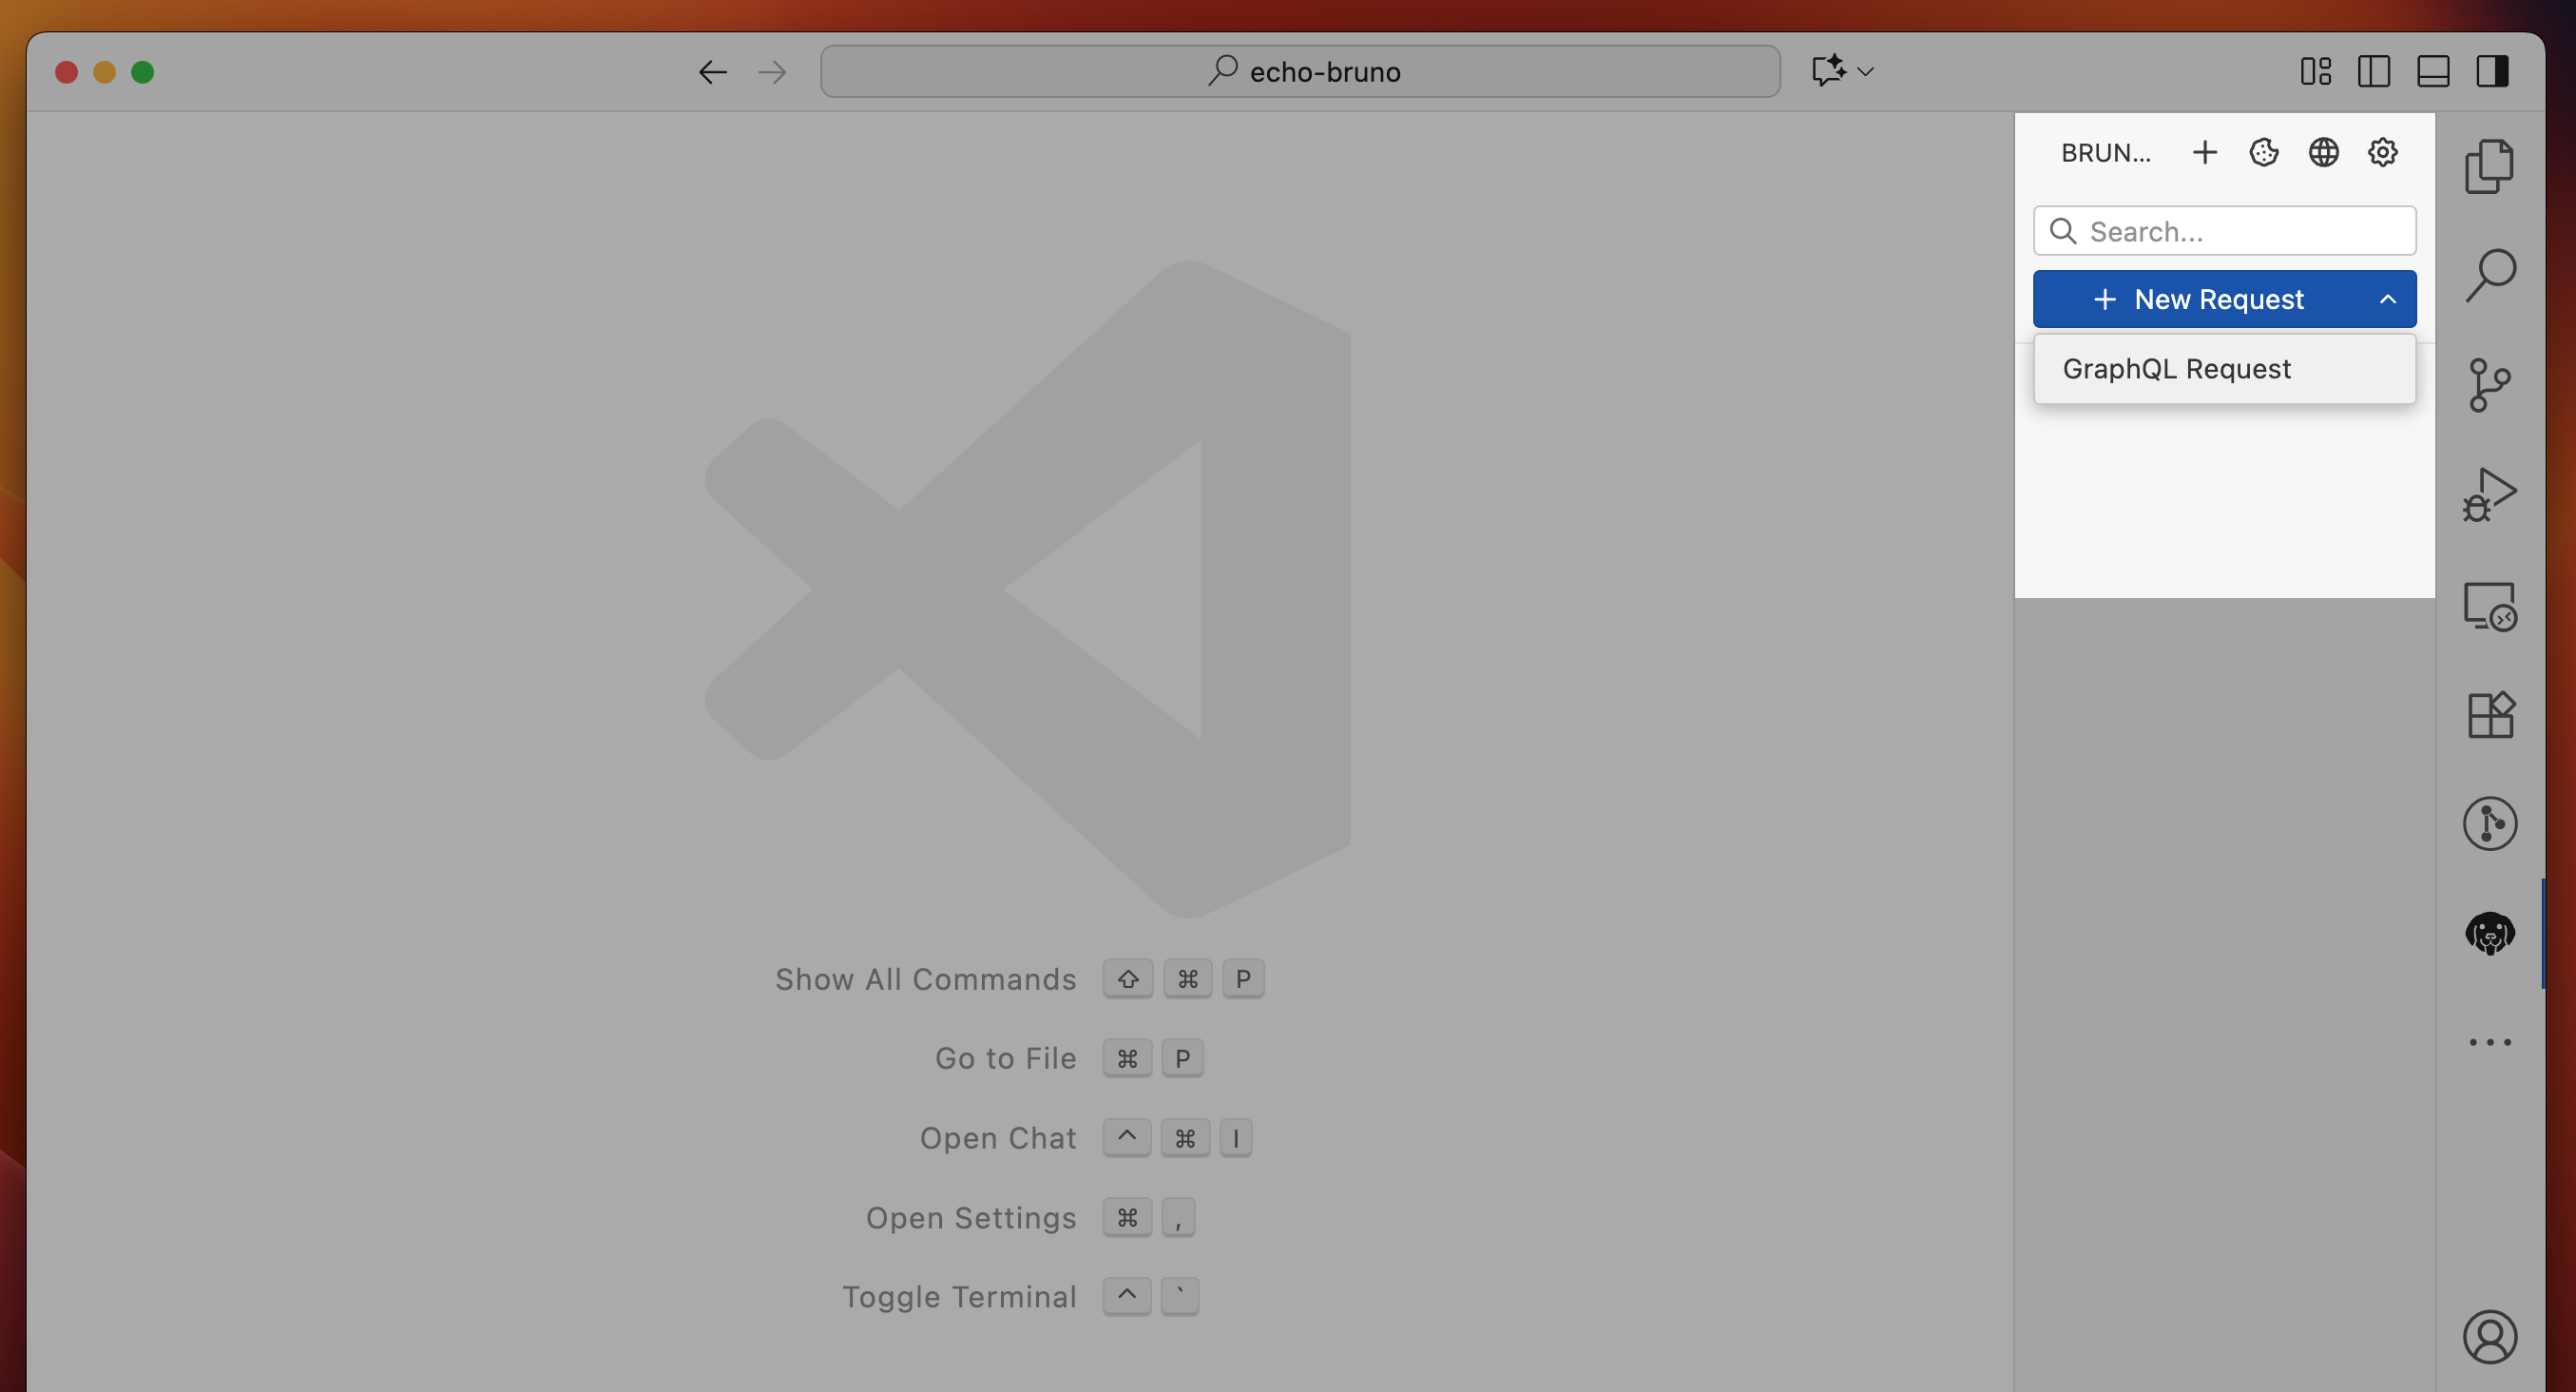 echo-bruno
BRUN...
Search...
+ New Request
GraphQL Request
Show All Commands ⇧ ⌘ P
Go to File ⌘ P
Open Chat ^ ⌘ I
Open Settings ⌘ ,
Toggle Terminal ^ `